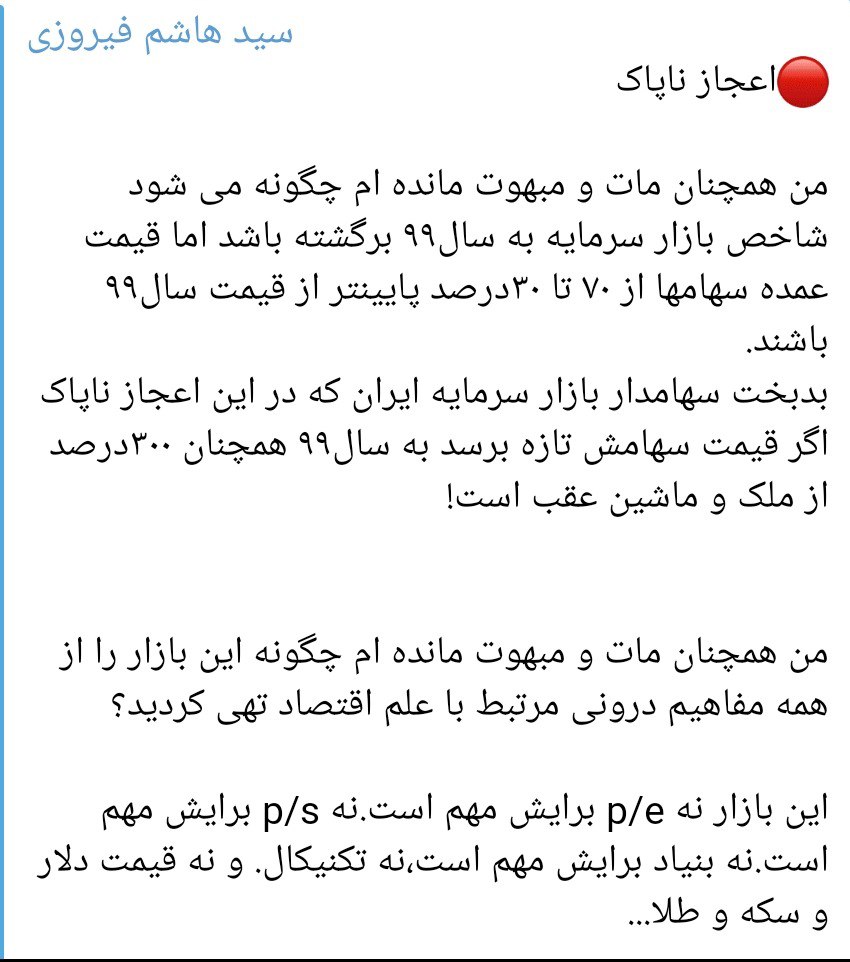 سید هاشم فیروزی
🔴اعجاز ناپاک
من همچنان مات و مبهوت مانده ام چگونه می شود
شاخص بازار سرمایه به سال۹۹ برگشته باشد اما قیمت
عمده سهامها از ۷۰ تا ۳۰درصد پایینتر از قیمت سال۹۹
باشند.
بدبخت سهامدار بازار سرمایه ایران که در این اعجاز ناپاک
اگر قیمت سهامش تازه برسد به سال۹۹ همچنان ۳۰۰درصد
از ملک و ماشین عقب است!
من همچنان مات و مبهوت مانده ام چگونه این بازار را از
همه مفاهیم درونی مرتبط با علم اقتصاد تهی کردید؟
این بازار نه p/e برایش مهم است.نه p/s برایش مهم
است.نه بنیاد برایش مهم است،نه تکنیکال. و نه قیمت دلار
و سکه و طلا...